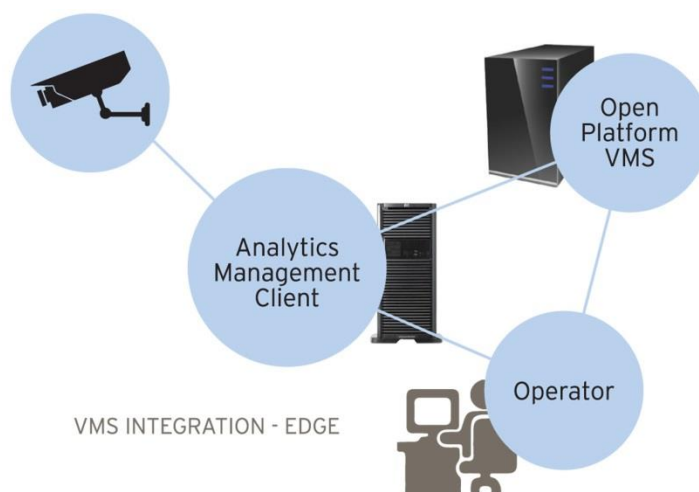 Open
Platform
VMS
Analytics
Management
Client
Operator
VMS INTEGRATION - EDGE